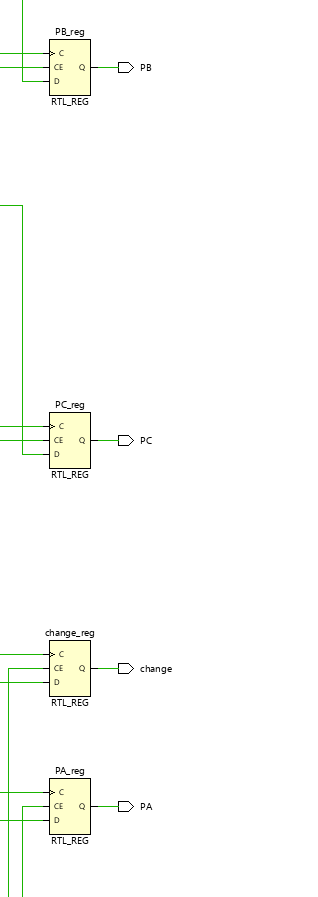 PB_reg
C
CE Q
D
PB
RTL_REG
PC_reg
C
CE Q
D
PC
RTL_REG
change_reg
C
CE Q
D
change
RTL_REG
PA_reg
C
CE Q
D
PA
RTL_REG